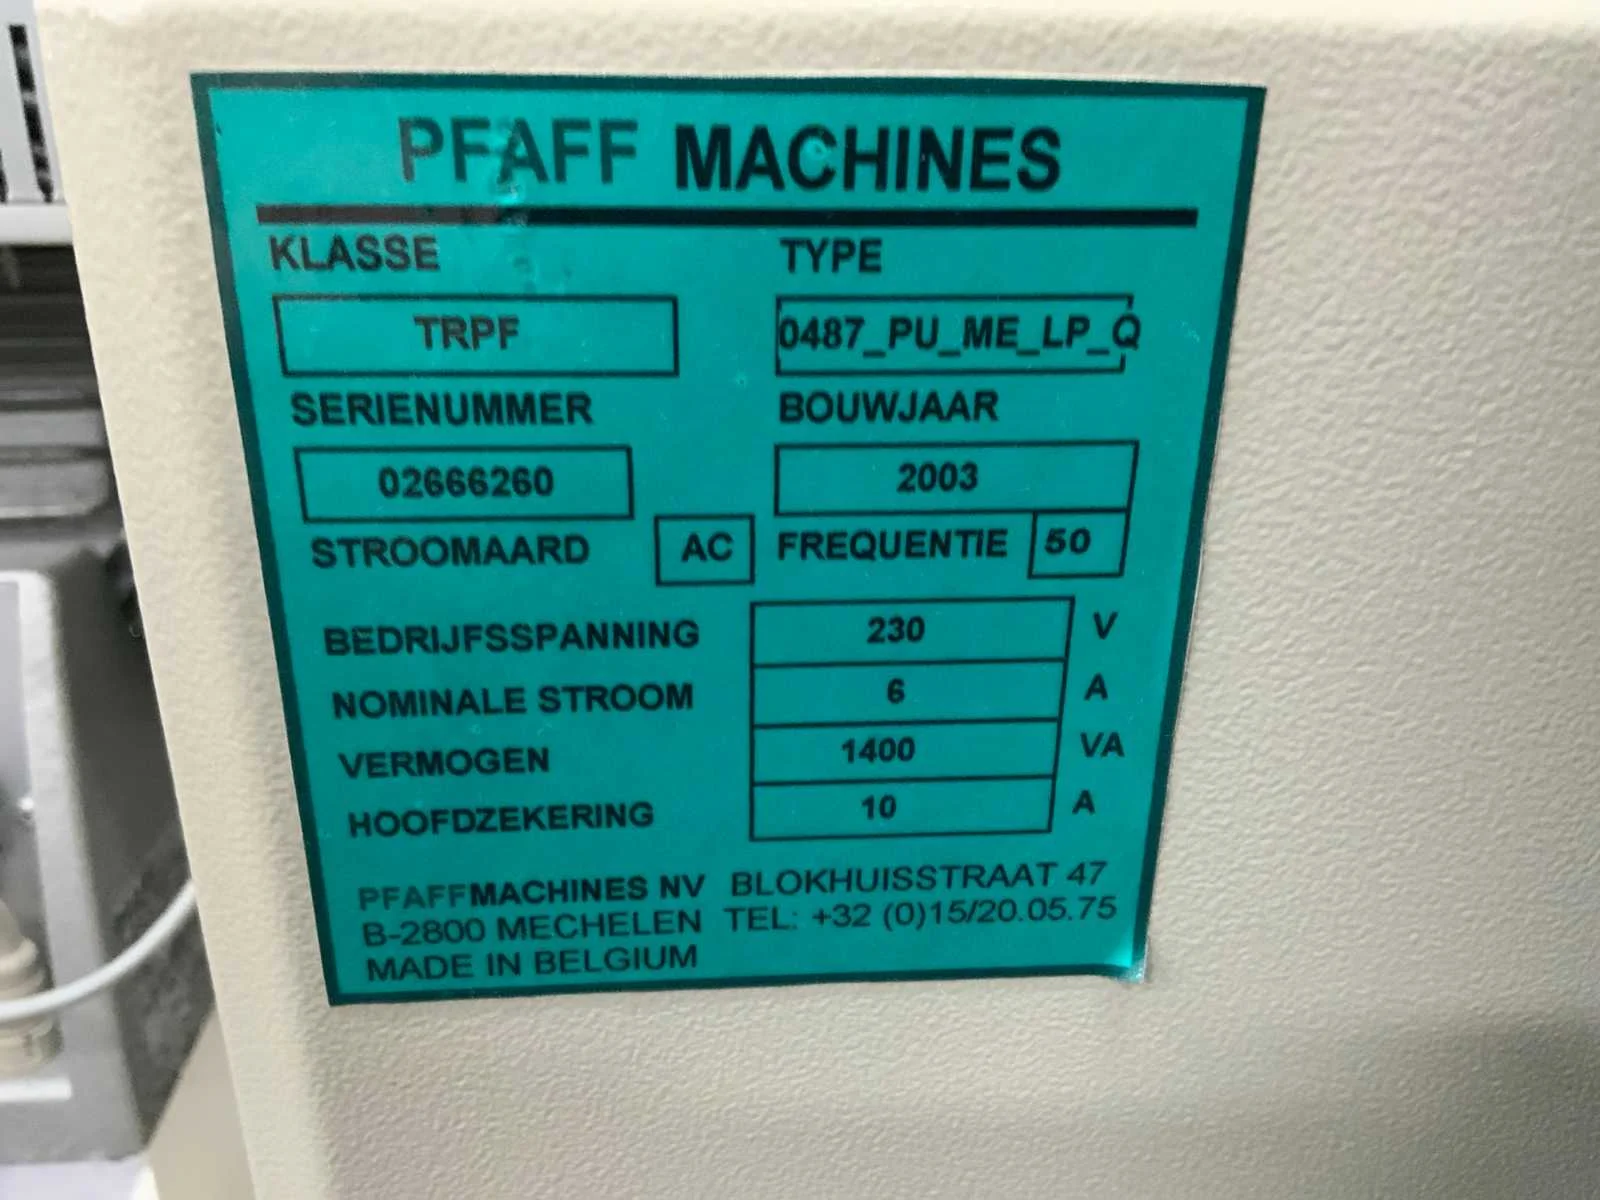 PFAFF MACHINES
KLASSE TYPE
TRPF 0487_PU_ME_LP_Q
SERIENUMMER BOUWJAAR
02666260 2003
STROOMAARD AC FREQUENTIE 50
BEDRIJFSSPANNING 230 V
NOMINALE STROOM 6 A
VERMOGEN 1400 VA
HOOFDZEKERING 10 A
PFAFFMACHINES NV BLOKHUISSTRAAT 47
B-2800 MECHELEN TEL: +32 (0)15/20.05.75
MADE IN BELGIUM